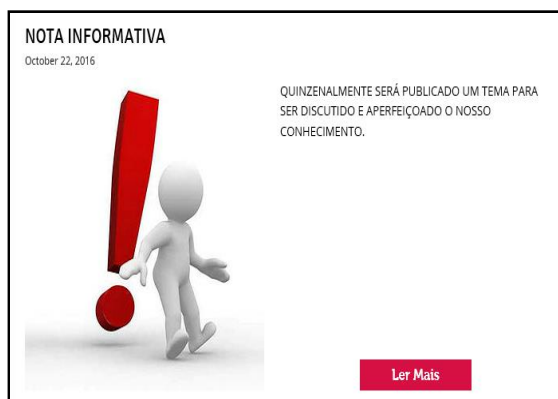 NOTA INFORMATIVA
October 22, 2016
QUINZENALMENTE SERÁ PUBLICADO UM TEMA PARA
SER DISCUTIDO E APERFEIÇOADO O NOSSO
CONHECIMENTO.
Ler Mais